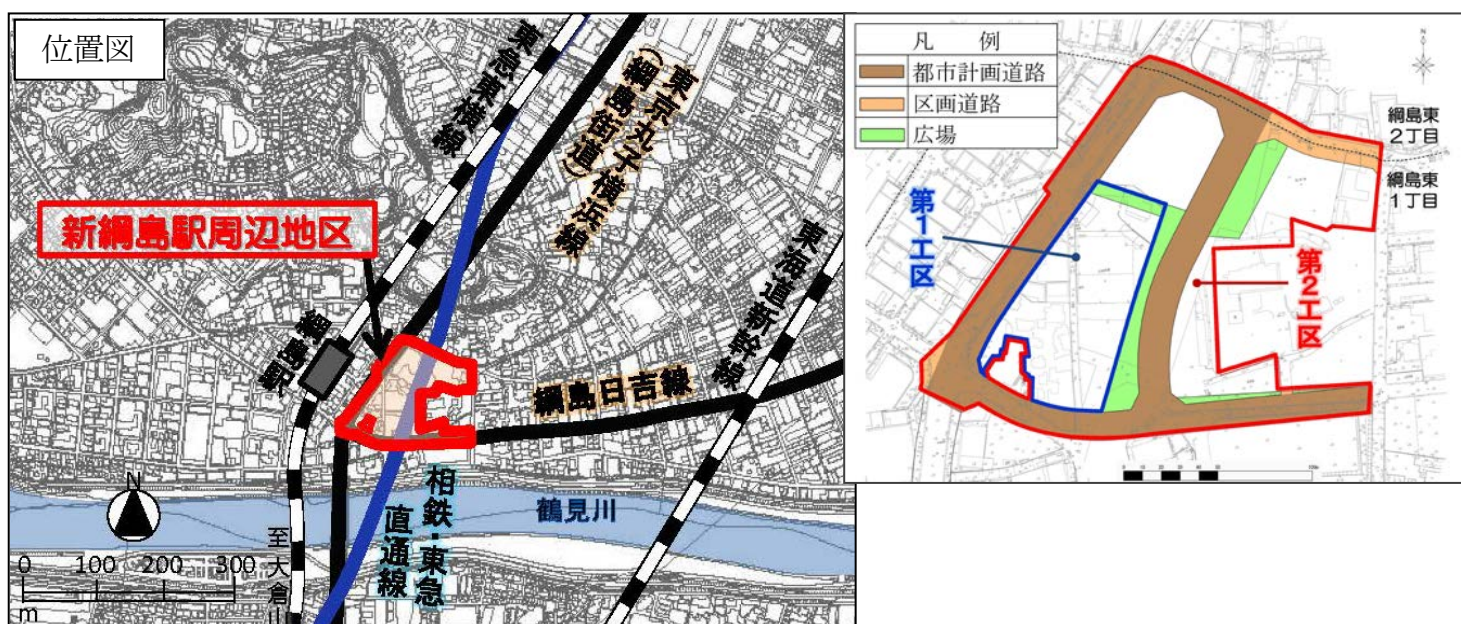 位置図
東急東横線
東京丸子横浜線
(綱島街道)
新綱島駅周辺地区
東海道新幹線
綱島駅
綱島日吉線
相鉄・東急
直通線
鶴見川
至大倉山
N
0 100 200 300
m
凡 例
都市計画道路
区画道路
広場
N
綱島東
2丁目
綱島東
1丁目
第1工区
第2工区